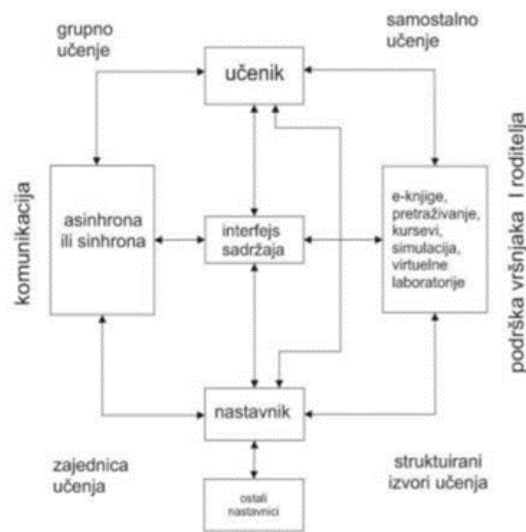 grupno
učenje
samostalno
učenje
učenik
komunikacija
asinhrona
ili sinhrona
interfejs
sadržaja
e-knjige,
pretraživanje,
kursevi,
simulacija,
virtuelne
laboratorije
podrška vršnjaka I roditelja
nastavnik
zajednica
učenja
struktuirani
izvori učenja
ostali
nastavnici